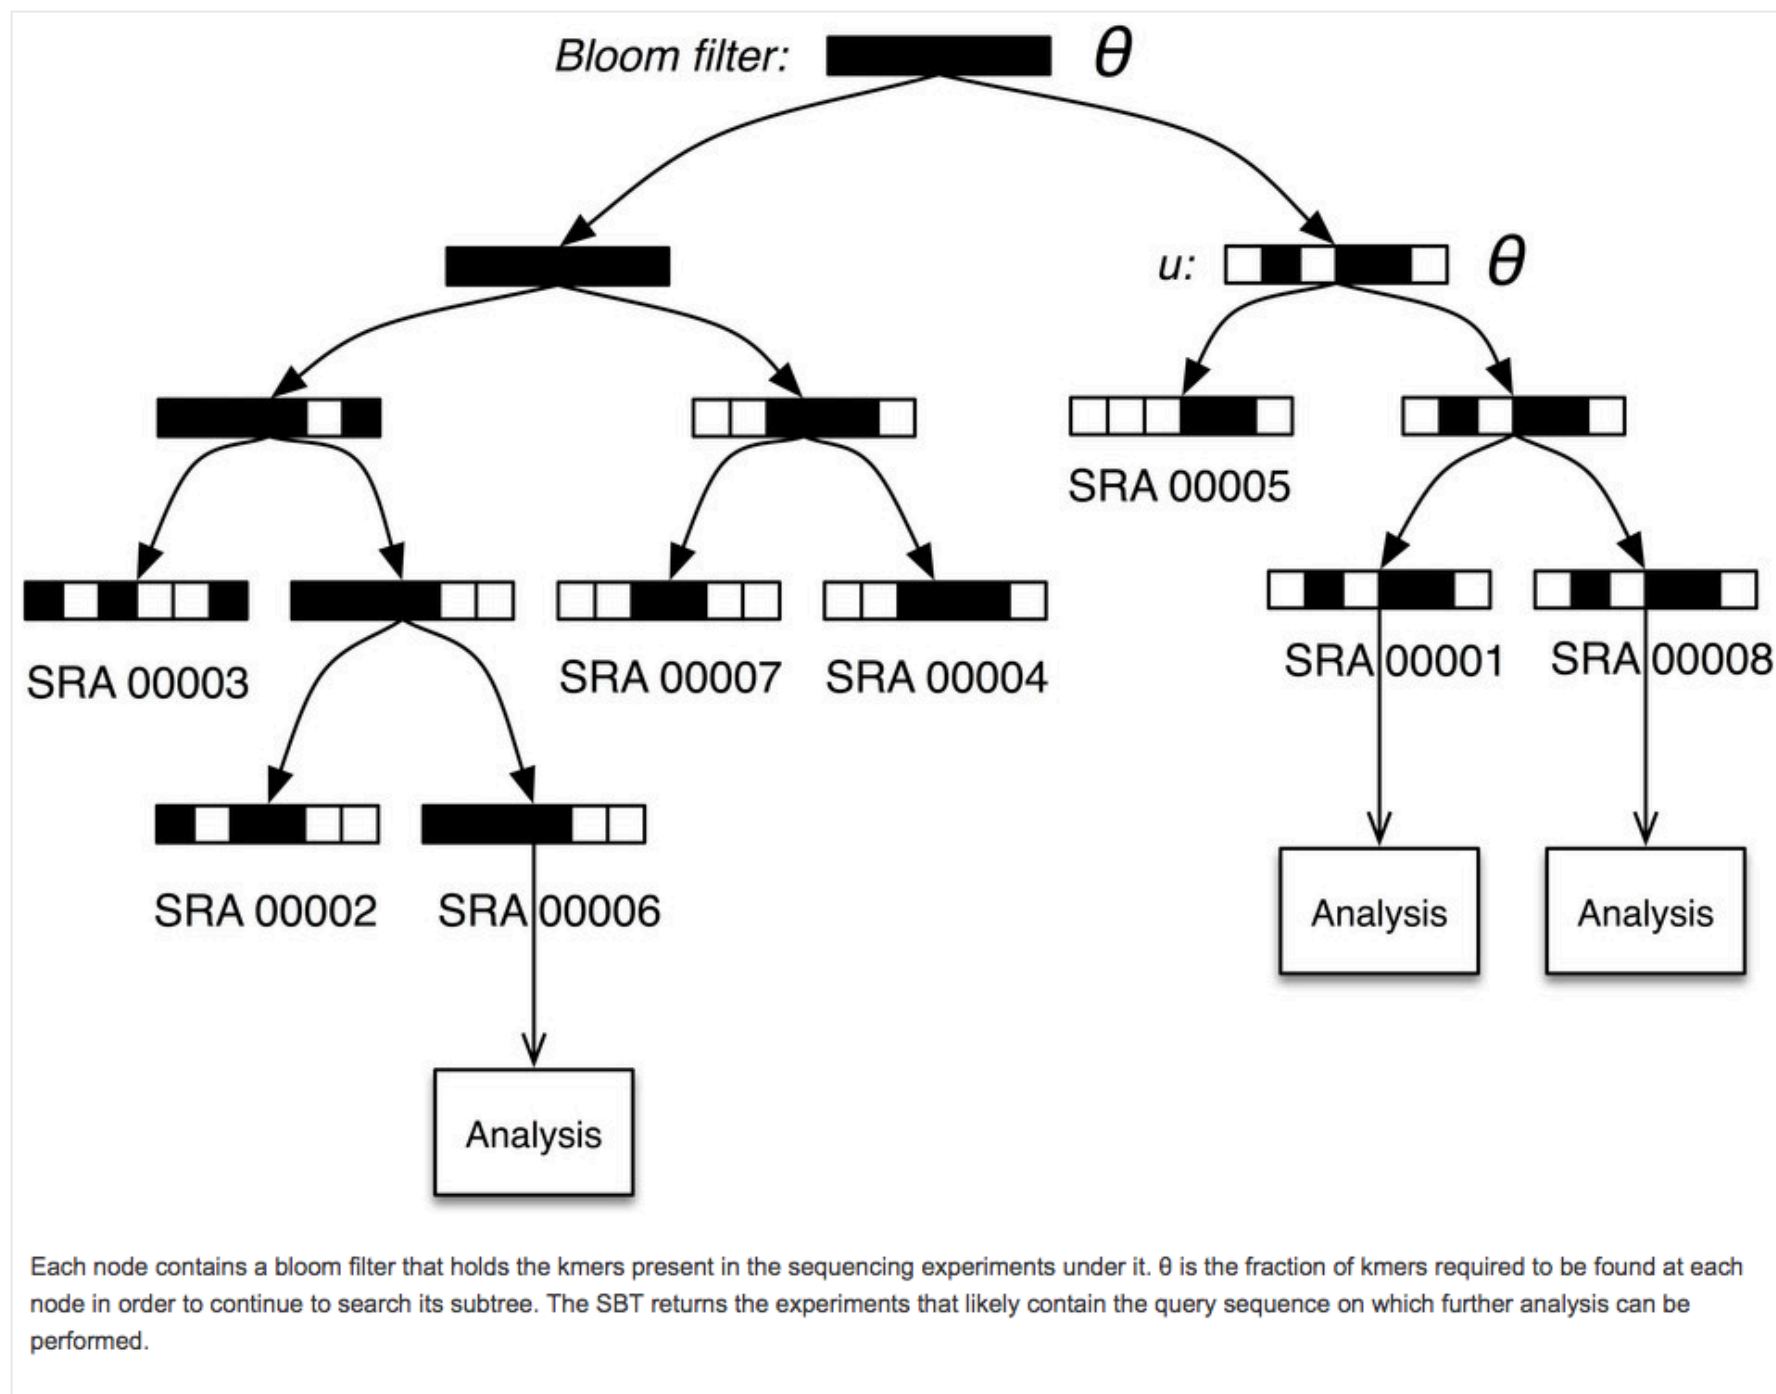 Bloom filter: θ
u: θ
SRA 00005
SRA 00003
SRA 00007
SRA 00004
SRA 00001
SRA 00008
SRA 00002
SRA 00006
Analysis
Analysis
Analysis
Each node contains a bloom filter that holds the kmers present in the sequencing experiments under it. θ is the fraction of kmers required to be found at each
node in order to continue to search its subtree. The SBT returns the experiments that likely contain the query sequence on which further analysis can be
performed.